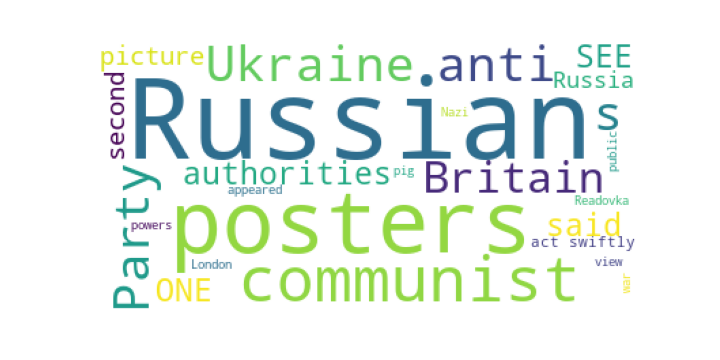 picture Ukraine anti SEE
second Russian s Russia
Nazi
public
Party authorities pig Britain
appeared Readovka
powers posters said
act swiftly
London communist view
ONE war